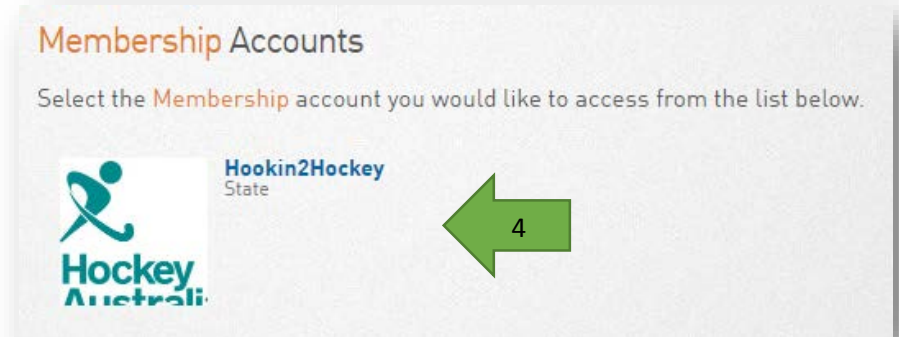 Membership Accounts
Select the Membership account you would like to access from the list below.
Hookin2Hockey
State
4
Hockey
Australi